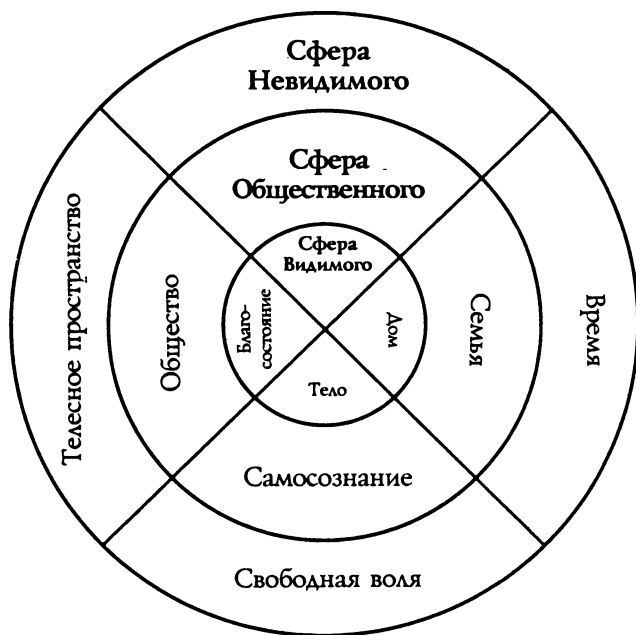 Сфера
Невидимого
Сфера
Общественного
Сфера
Видимого
Телесное пространство
Общество
Благо-
состояние
Дом
Семья
Время
Тело
Самосознание
Свободная воля